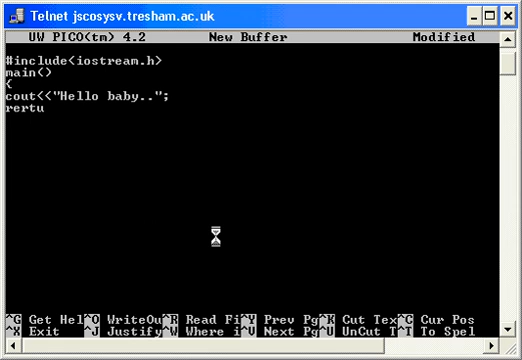 Telnet jscosysv.tresham.ac.uk
UW PICO(tm) 4.2 New Buffer Modified
#include<iostream.h>
main()
{
cout<<"Hello baby..";
rertu
^G Get Hel^O WriteOu^R Read Fi^Y Prev Pg^K Cut Tex^C Cur Pos
^X Exit ^J Justify^W Where i^V Next Pg^U UnCut T^T To Spel